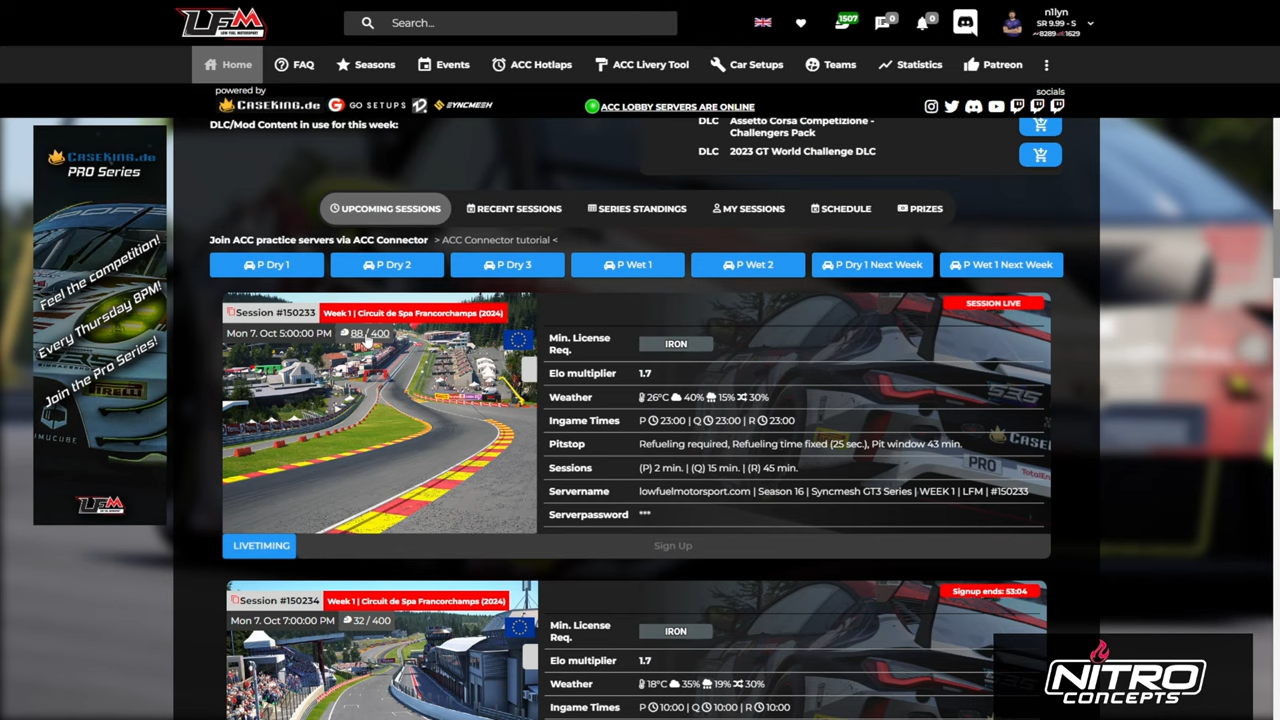 LFM
LOW FUEL MOTORSPORT
Search...
1507
0
0
n1lyn
SR 9.99 - S
8289 1629
Home
FAQ
Seasons
Events
ACC Hotlaps
ACC Livery Tool
Car Setups
Teams
Statistics
Patreon
powered by
CASEKING.de
GO SETUPS
12
SYNCMESH
ACC LOBBY SERVERS ARE ONLINE
socials
DLC/Mod Content in use for this week:
DLC Assetto Corsa Competizione -
Challengers Pack
DLC 2023 GT World Challenge DLC
CASEKING.de
PRO Series
Feel the competition!
Every Thursday 8PM!
Join the Pro Series!
PIRELLI
IMUCUBE
LFM
UPCOMING SESSIONS
RECENT SESSIONS
SERIES STANDINGS
MY SESSIONS
SCHEDULE
PRIZES
Join ACC practice servers via ACC Connector > ACC Connector tutorial <
P Dry 1
P Dry 2
P Dry 3
P Wet 1
P Wet 2
P Dry 1 Next Week
P Wet 1 Next Week
Session #150233
Week 1 | Circuit de Spa Francorchamps (2024)
SESSION LIVE
Mon 7. Oct 5:00:00 PM
88 / 400
Min. License
Req.
IRON
Elo multiplier 1.7
Weather 26°C 40% 15% 30%
Ingame Times P 23:00 | Q 23:00 | R 23:00
Pitstop Refueling required, Refueling time fixed (25 sec.), Pit window 43 min.
Sessions (P) 2 min. | (Q) 15 min. | (R) 45 min.
Servername lowfuelmotorsport.com | Season 16 | Syncmesh GT3 Series | WEEK 1 | LFM | #150233
Serverpassword ***
PRO
LIVETIMING
Sign Up
Session #150234
Week 1 | Circuit de Spa Francorchamps (2024)
Signup ends: 53:04
Mon 7. Oct 7:00:00 PM
32 / 400
Min. License
Req.
IRON
Elo multiplier 1.7
Weather 18°C 35% 19% 30%
Ingame Times P 10:00 | Q 10:00 | R 10:00
NITRO
CONCEPTS